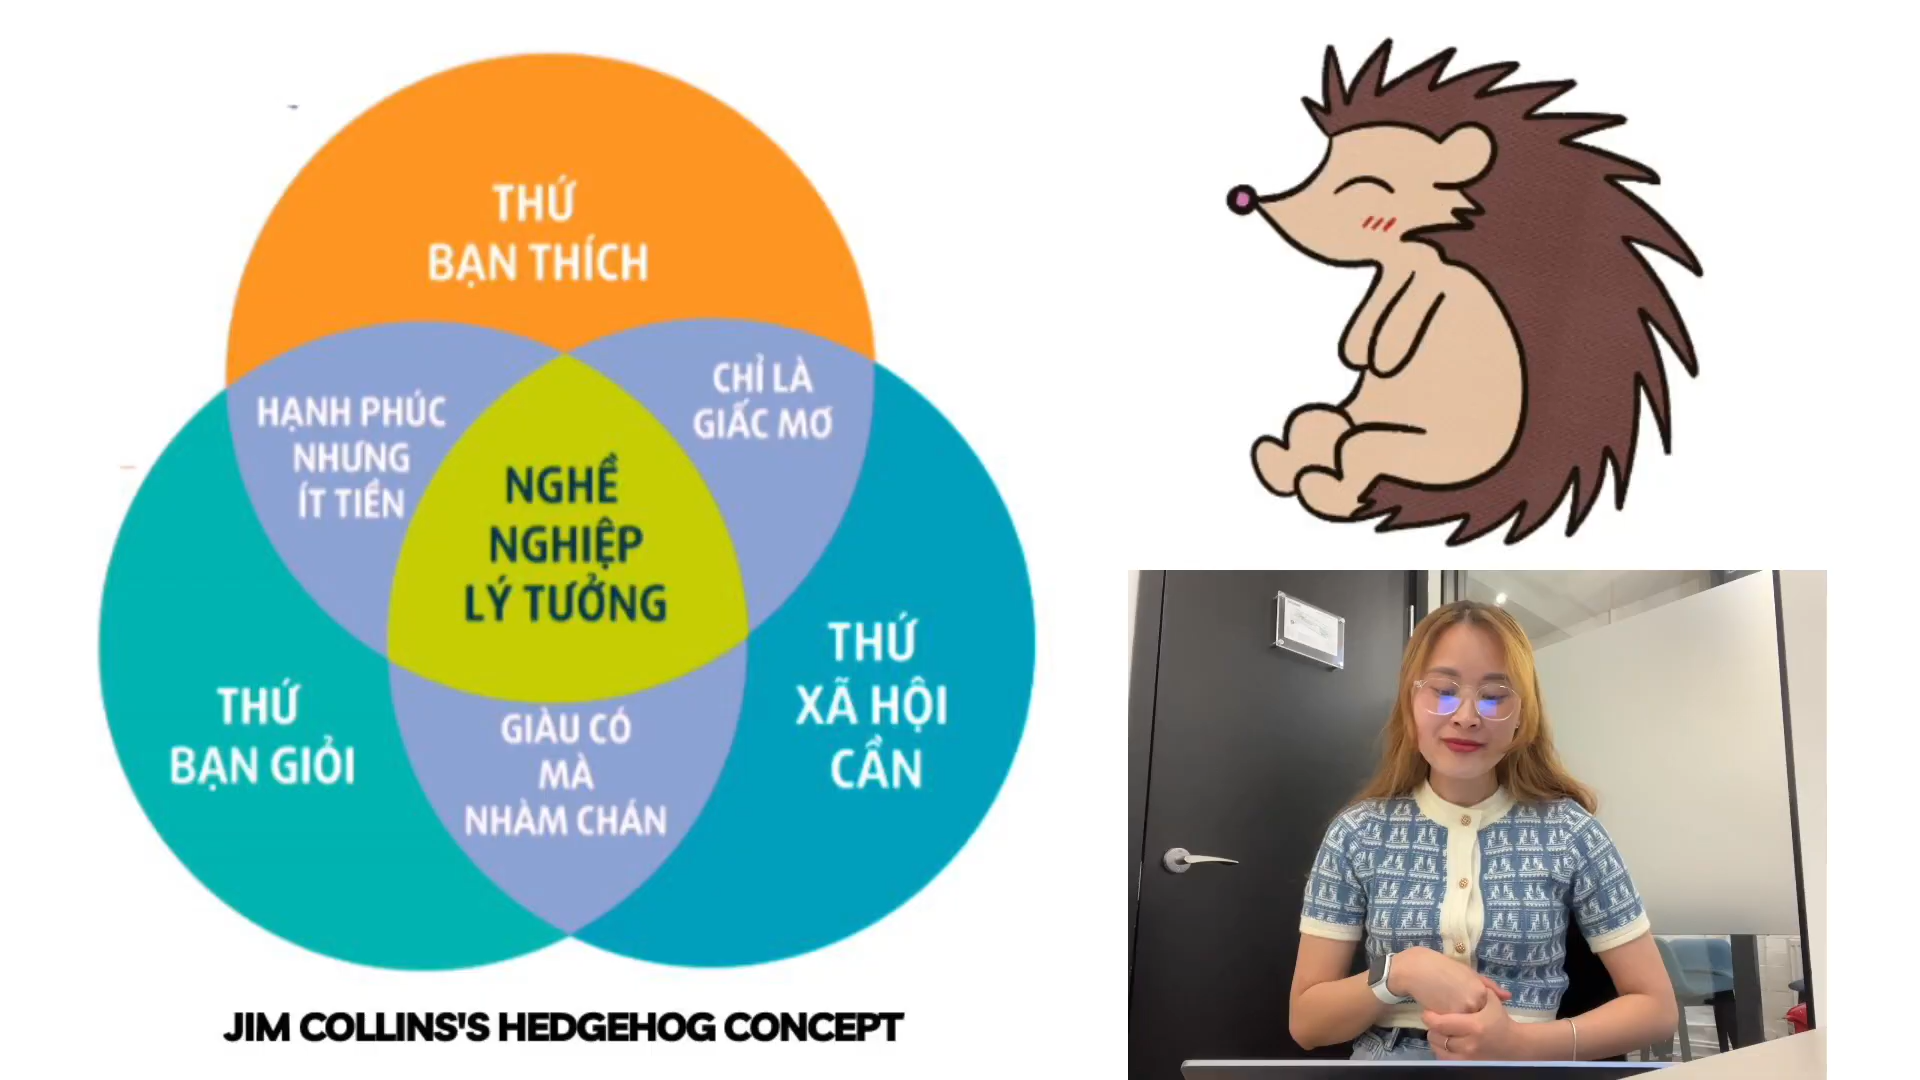 THỨ
BẠN THÍCH
HẠNH PHÚC
NHƯNG
ÍT TIỀN
CHỈ LÀ
GIẤC MƠ
NGHỀ
NGHIỆP
LÝ TƯỞNG
THỨ
BẠN GIỎI
THỨ
XÃ HỘI
CẦN
GIÀU CÓ
MÀ
NHÀM CHÁN
JIM COLLINS'S HEDGEHOG CONCEPT